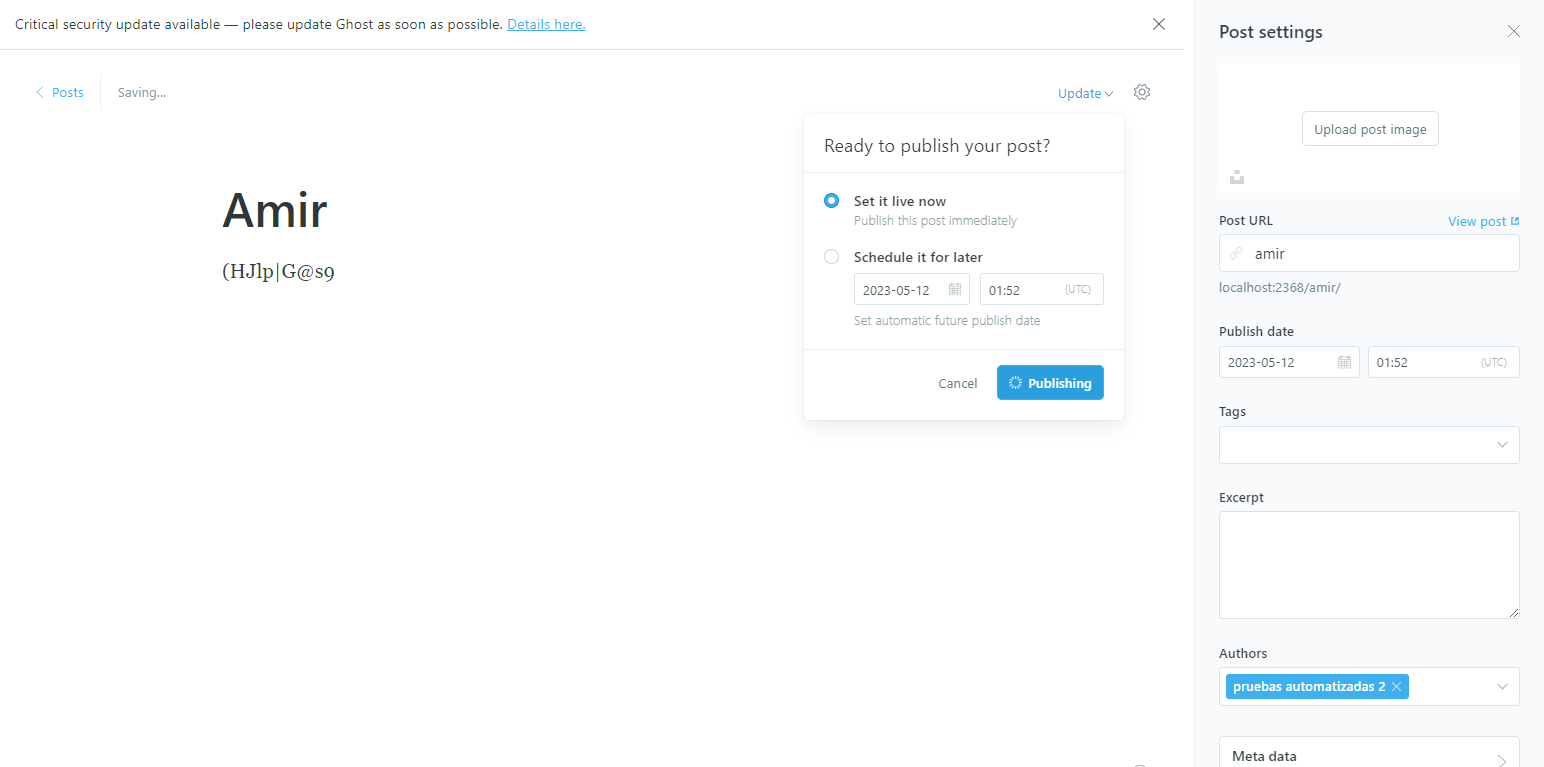 Critical security update available — please update Ghost as soon as possible. Details here.
Posts
Saving...
Update
Amir
(HJlp|G@s9
Ready to publish your post?
Set it live now
Publish this post immediately
Schedule it for later
2023-05-12
01:52 (UTC)
Set automatic future publish date
Cancel
Publishing
Post settings
Upload post image
Post URL
View post
amir
localhost:2368/amir/
Publish date
2023-05-12
01:52 (UTC)
Tags
Excerpt
Authors
pruebas automatizadas 2
Meta data